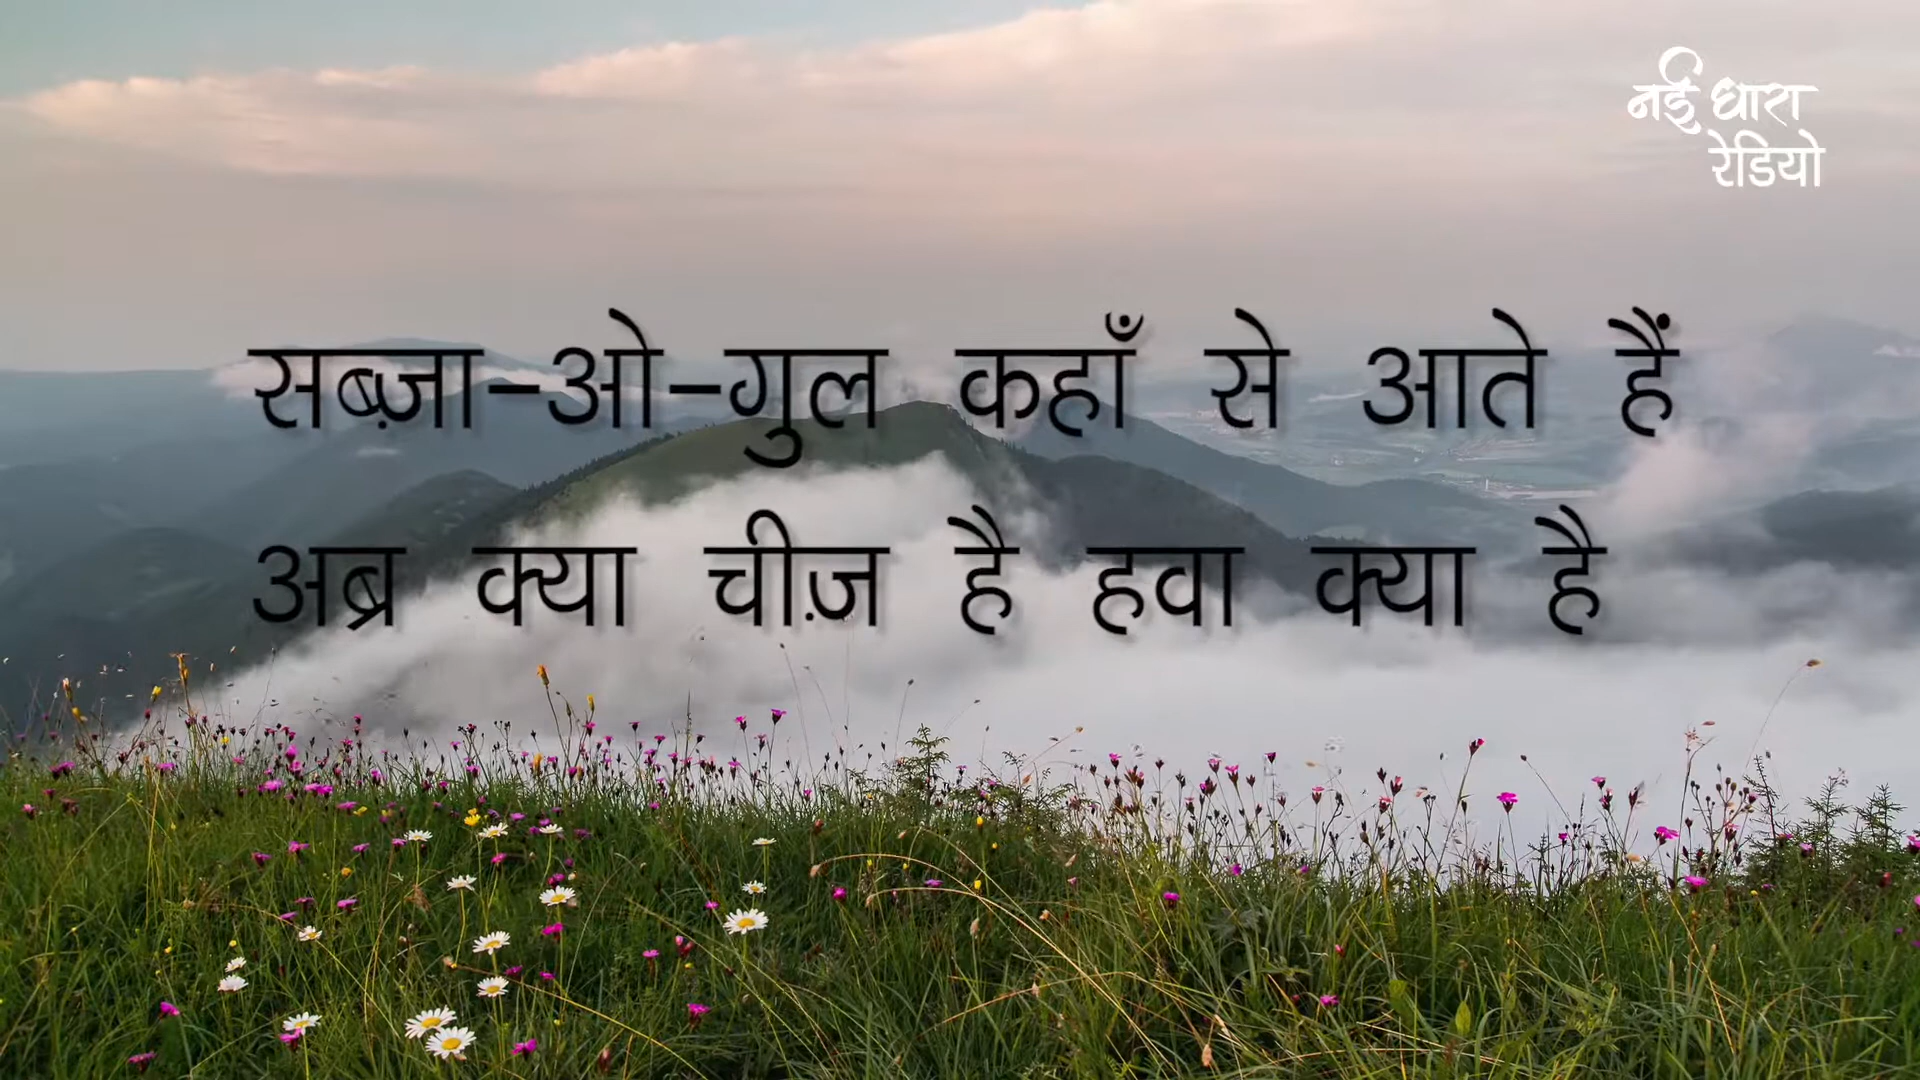 नई धारा
रेडियो
सब्ज़ा-ओ-गुल कहाँ से आते हैं
अब्र क्या चीज़ है हवा क्या है